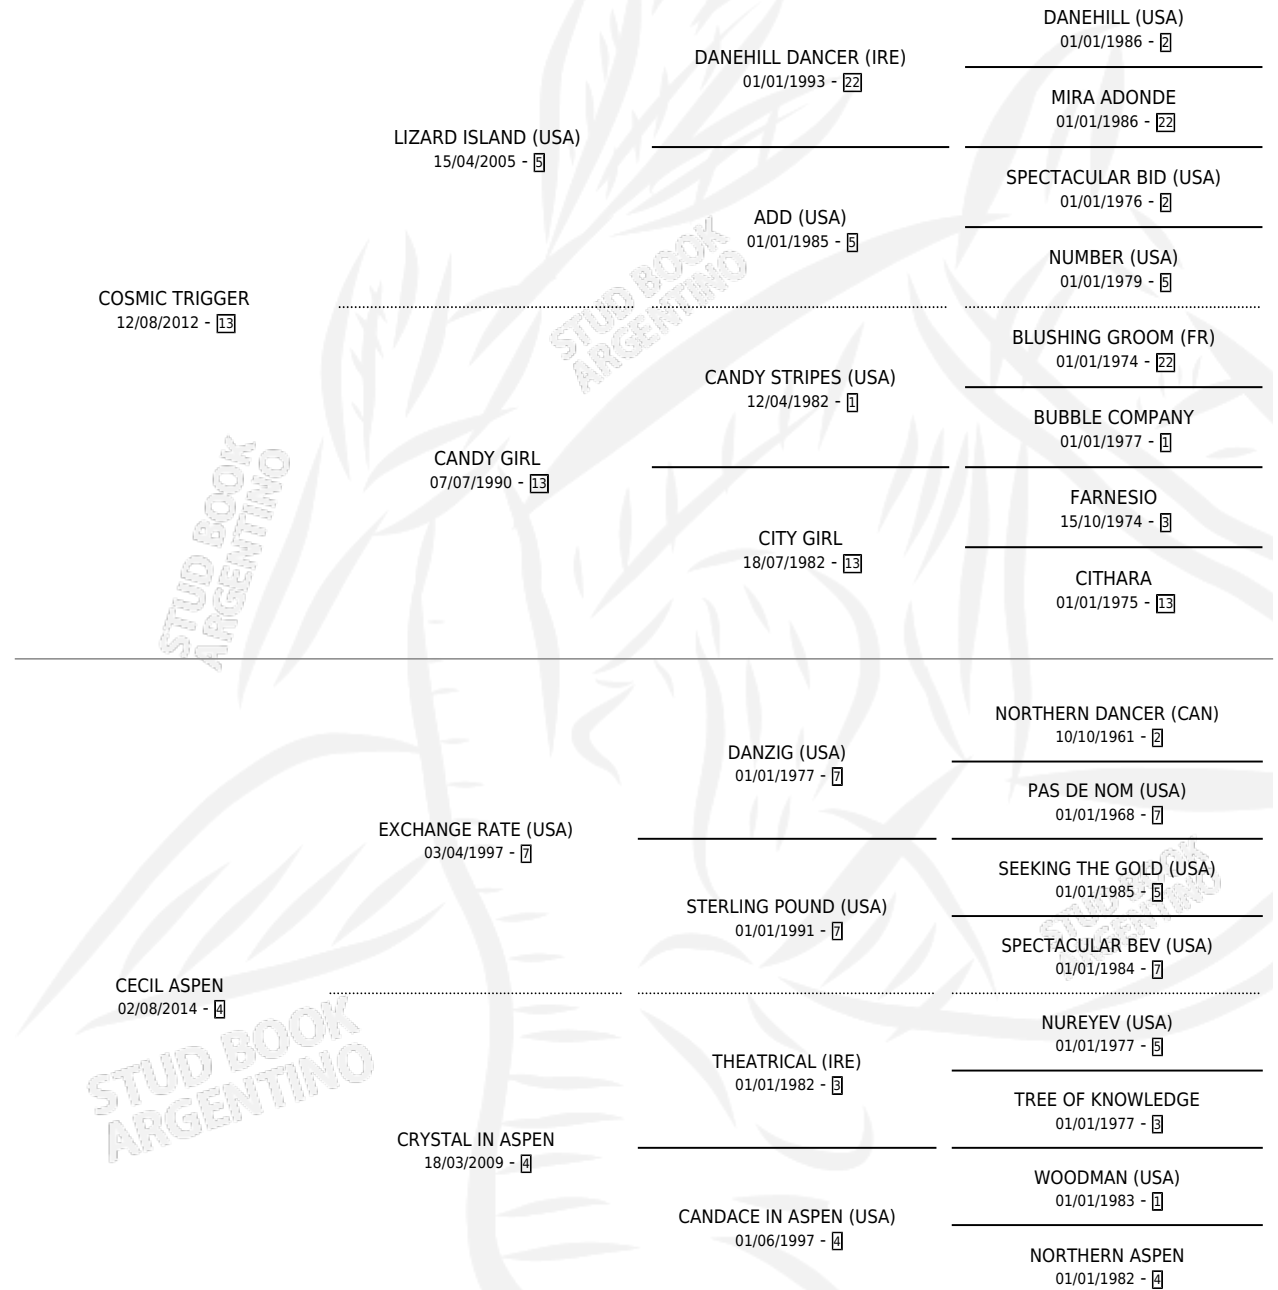 DANEHILL (USA)
01/01/1986 - 2
DANEHILL DANCER (IRE)
01/01/1993 - 22
MIRA ADONDE
01/01/1986 - 22
LIZARD ISLAND (USA)
15/04/2005 - 5
SPECTACULAR BID (USA)
01/01/1976 - 2
ADD (USA)
01/01/1985 - 5
NUMBER (USA)
01/01/1979 - 5
COSMIC TRIGGER
12/08/2012 - 13
STUD BOOK
ARGENTINO
BLUSHING GROOM (FR)
01/01/1974 - 22
CANDY STRIPES (USA)
12/04/1982 - 1
BUBBLE COMPANY
01/01/1977 - 1
CANDY GIRL
07/07/1990 - 13
FARNESIO
15/10/1974 - 3
CITY GIRL
18/07/1982 - 13
CITHARA
01/01/1975 - 13
STUD BOOK
ARGENTINO
NORTHERN DANCER (CAN)
10/10/1961 - 2
DANZIG (USA)
01/01/1977 - 7
PAS DE NOM (USA)
01/01/1968 - 7
EXCHANGE RATE (USA)
03/04/1997 - 7
SEEKING THE GOLD (USA)
01/01/1985 - 5
STERLING POUND (USA)
01/01/1991 - 7
STUD BOOK
ARGENTINO
SPECTACULAR BEV (USA)
01/01/1984 - 7
CECIL ASPEN
02/08/2014 - 4
STUD BOOK
ARGENTINO
NUREYEV (USA)
01/01/1977 - 5
THEATRICAL (IRE)
01/01/1982 - 3
TREE OF KNOWLEDGE
01/01/1977 - 3
CRYSTAL IN ASPEN
18/03/2009 - 4
WOODMAN (USA)
01/01/1983 - 1
CANDACE IN ASPEN (USA)
01/06/1997 - 4
NORTHERN ASPEN
01/01/1982 - 4